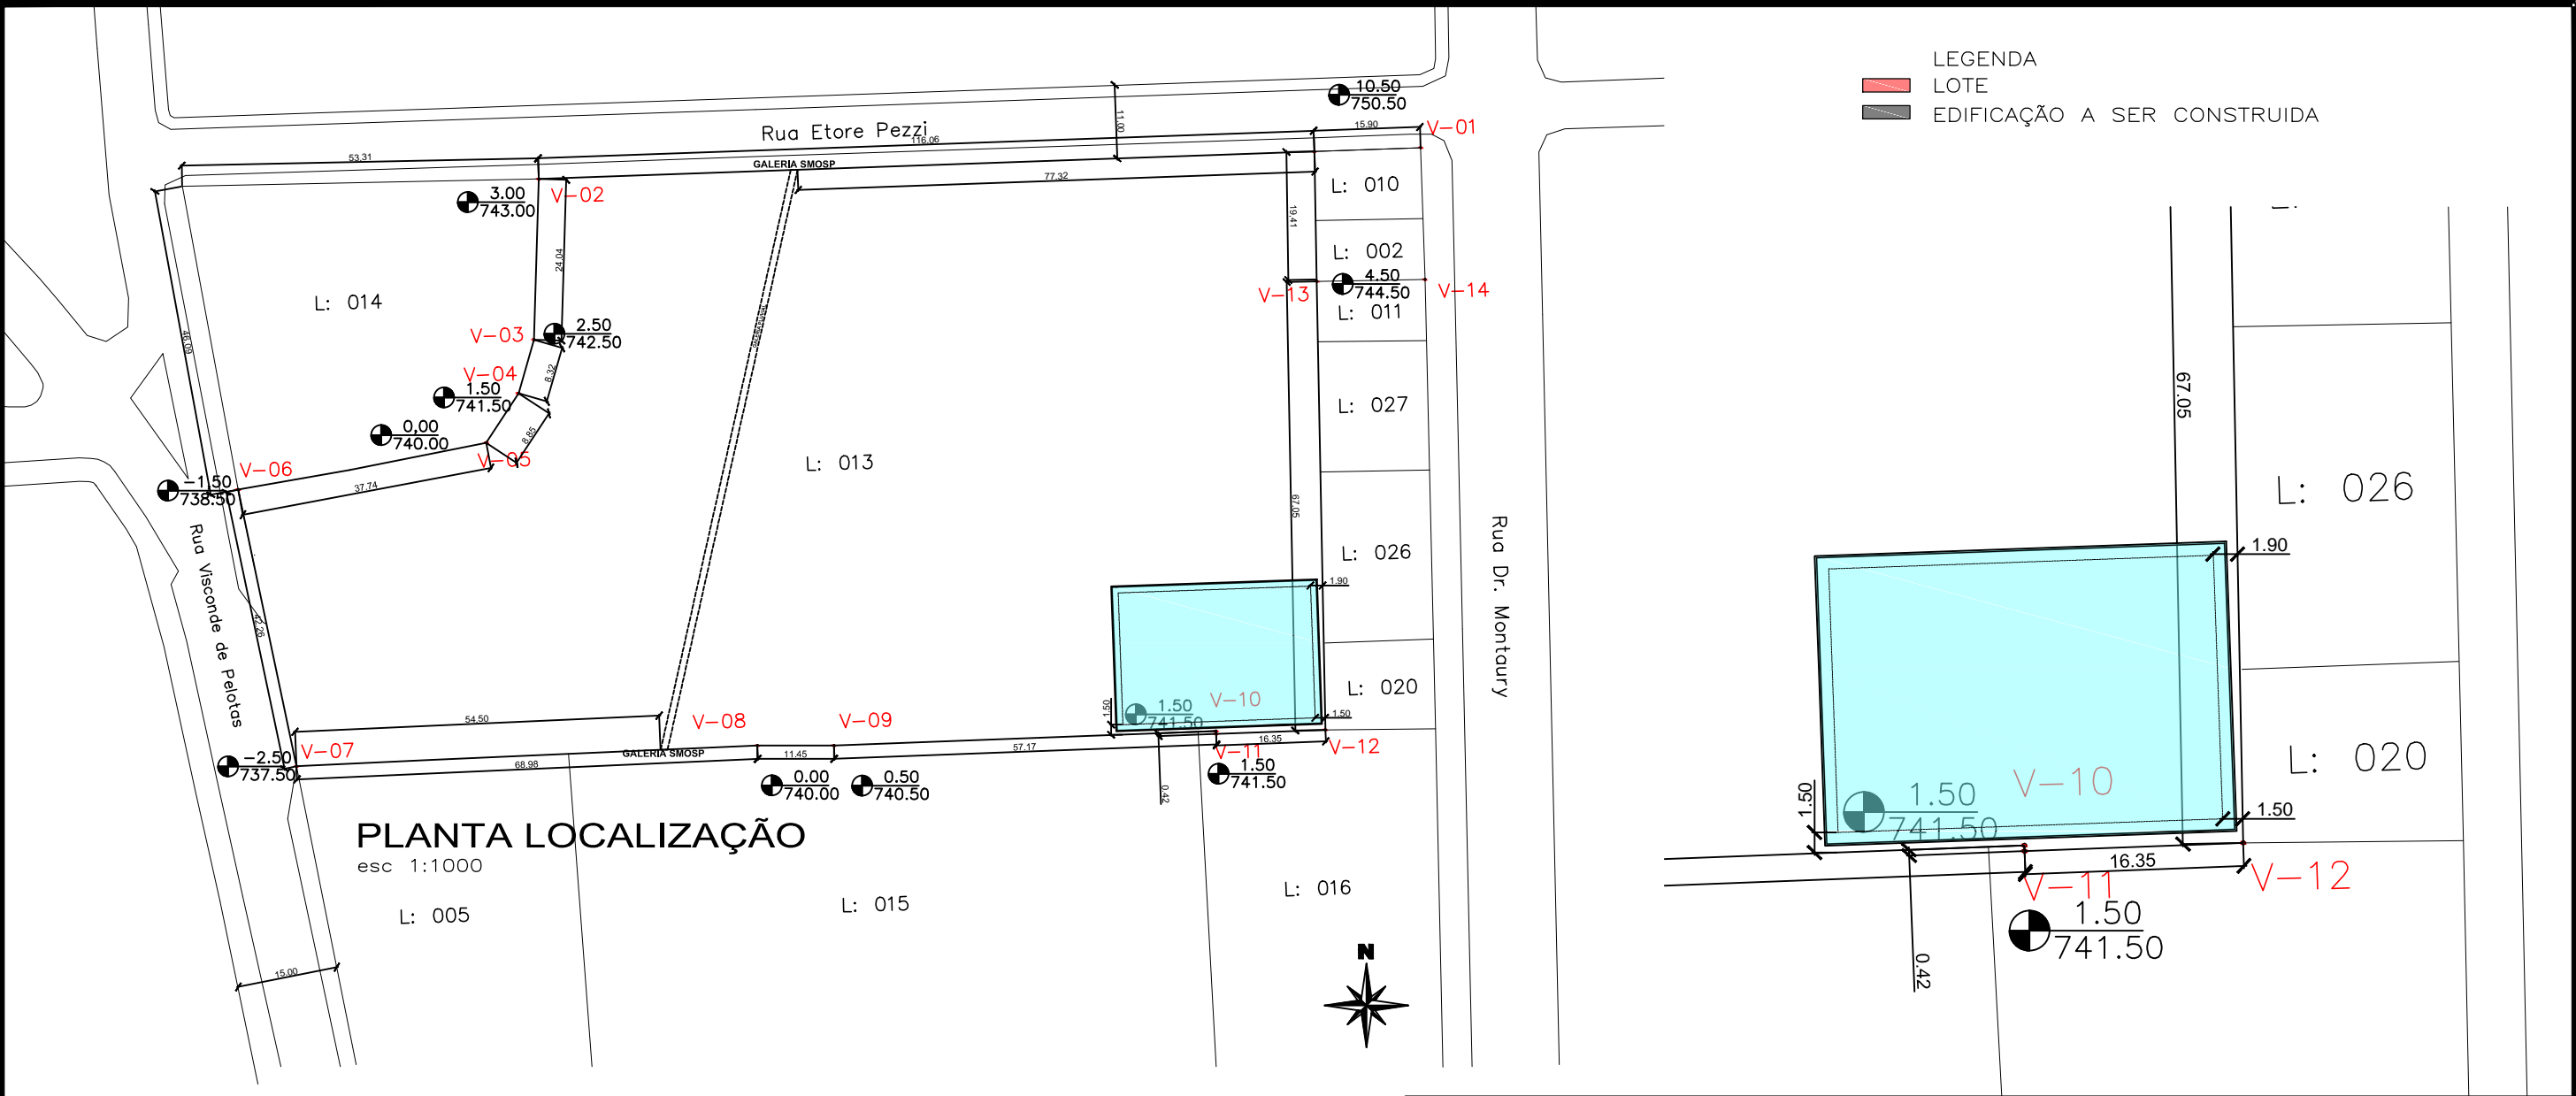 LEGENDA
LOTE
EDIFICAÇÃO A SER CONSTRUIDA
10.50
750.50
Rua Etore Pezzi
11.00
15.90
V-01
116.06
53.31
GALERIA SMOSP
77.32
L: 010
3.00
743.00
V-02
19.41
24.04
L: 002
4.50
744.50
V-13
V-14
L: 014
L: 011
V-03
2.50
742.50
46.09
V-04
8.32
1.50
741.50
L: 027
0,00
740.00
8.85
V-05
L: 013
V-06
-1.50
738.50
37.74
67.05
Rua Visconde de Pelotas
Rua Dr. Montaury
L: 026
1.90
42.26
L: 020
54.50
V-08
V-09
1.50
1.50
741.50
V-10
1.50
V-07
-2.50
737.50
GALERIA SMOSP
68.98
11.45
57.17
V-11
16.35
V-12
0.00
740.00
0.50
740.50
1.50
741.50
0.42
PLANTA LOCALIZAÇÃO
esc 1:1000
L: 005
L: 015
L: 016
N
15.00
67.05
L: 026
1.90
L: 020
1.50
1.50
741.50
V-10
1.50
16.35
V-11
V-12
1.50
741.50
0.42